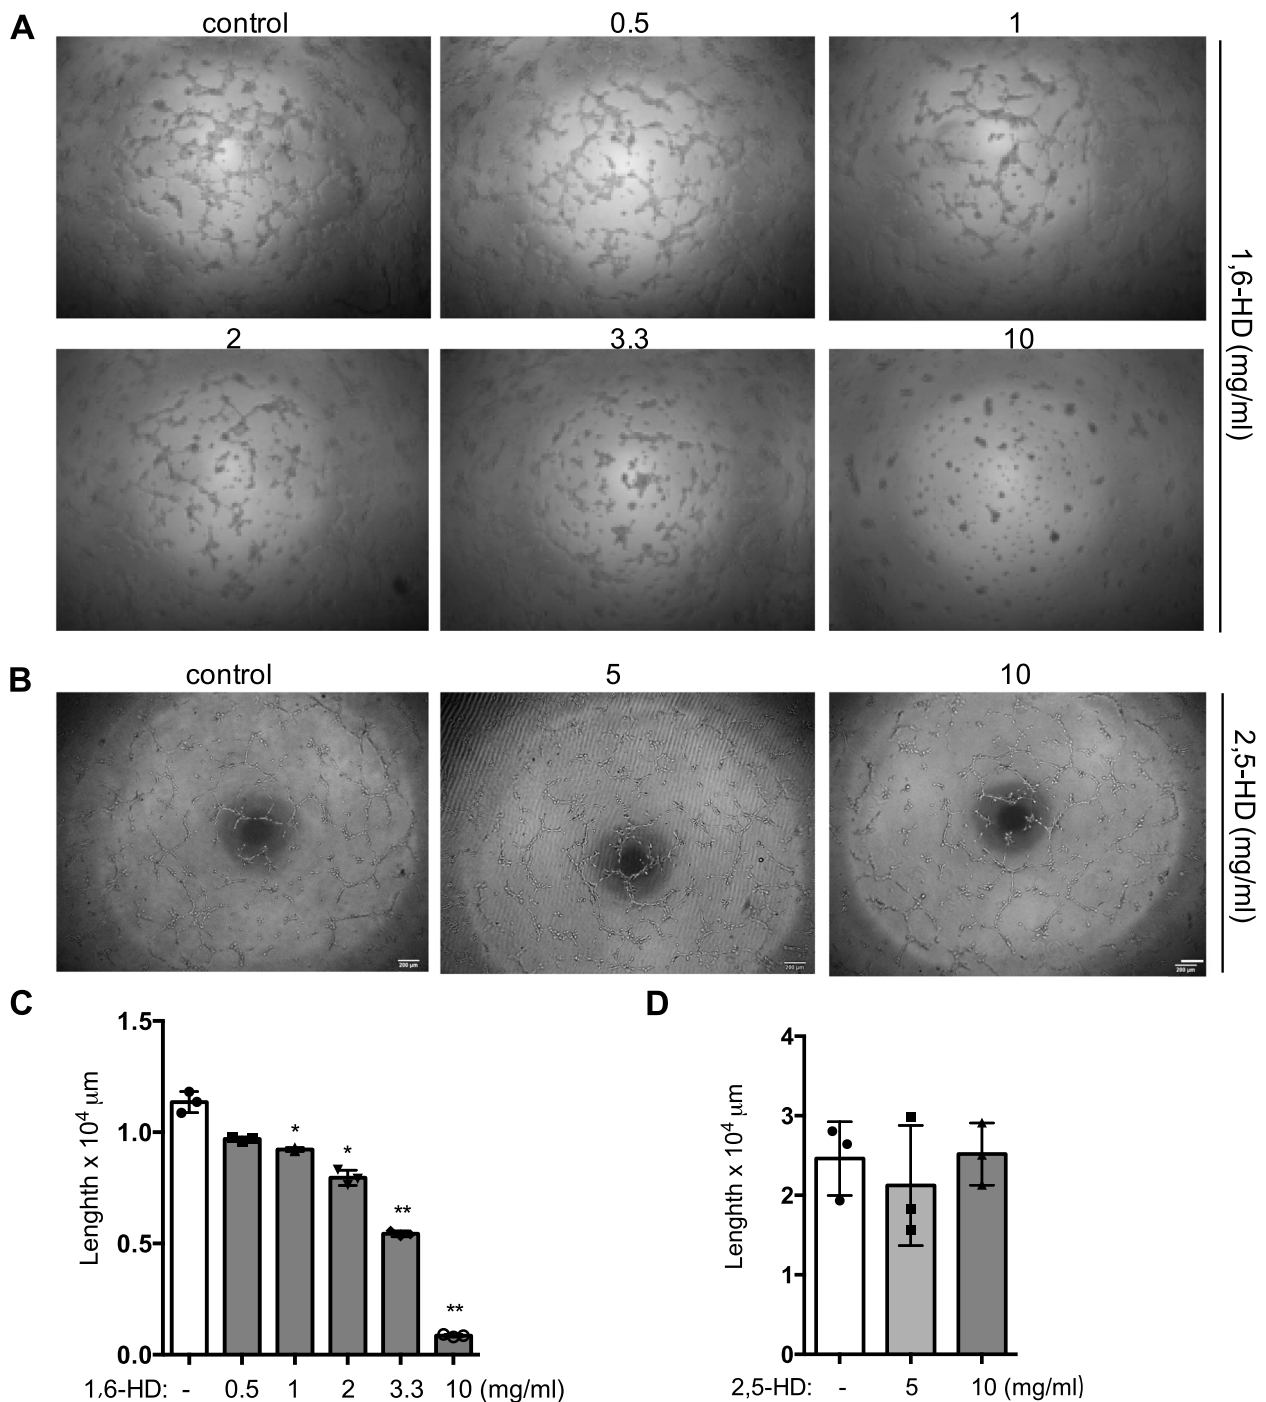 A
control
0.5
1
2
3.3
10
1,6-HD (mg/ml)
B
control
5
10
2,5-HD (mg/ml)
200 µm
200 µm
200 µm
C
1.5
1.0
0.5
0.0
Lenghth x 10⁴ µm
*
*
**
**
1,6-HD: - 0.5 1 2 3.3 10 (mg/ml)
D
4
3
2
1
0
Lenghth x 10⁴ µm
2,5-HD: - 5 10 (mg/ml)